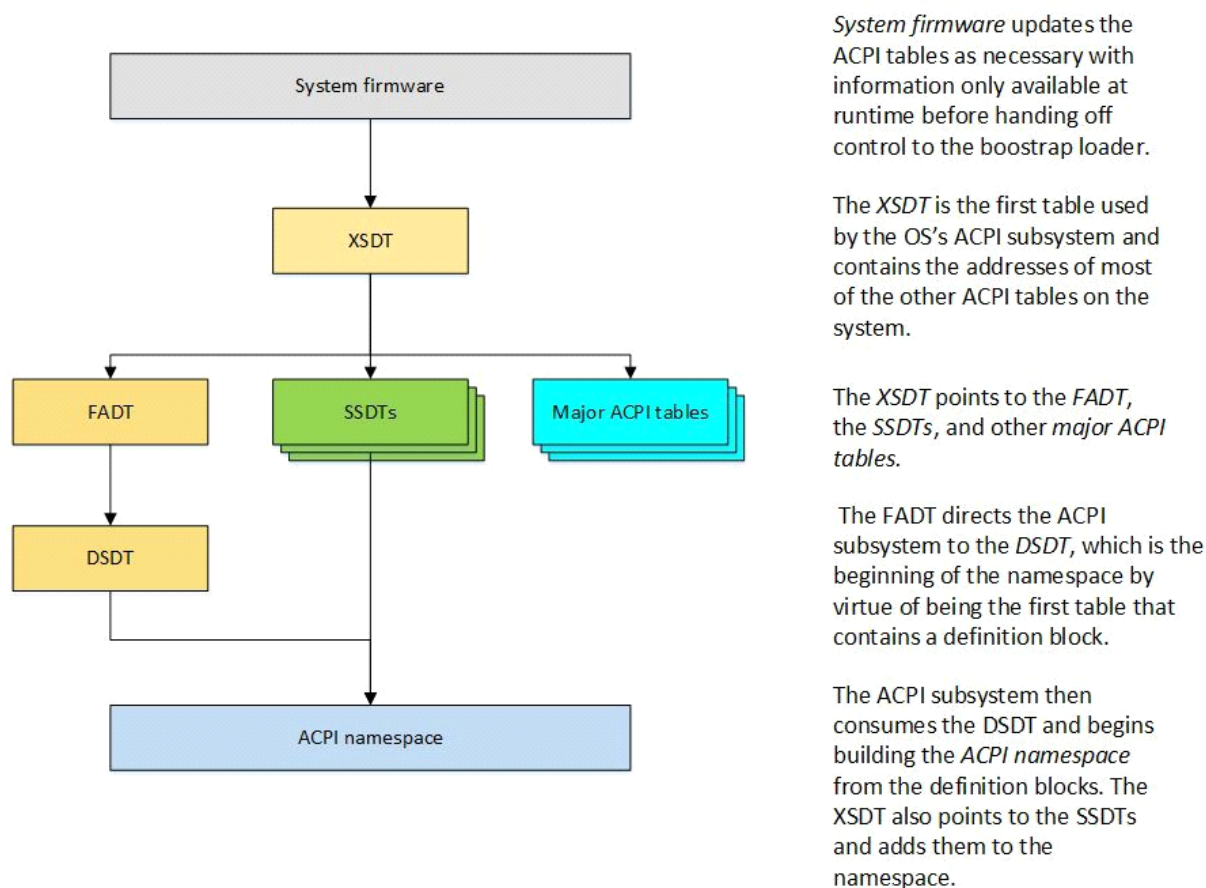 System firmware
XSDT
FADT
SSDTs
Major ACPI tables
DSDT
ACPI namespace
System firmware updates the
ACPI tables as necessary with
information only available at
runtime before handing off
control to the boostrap loader.
The XSDT is the first table used
by the OS’s ACPI subsystem and
contains the addresses of most
of the other ACPI tables on the
system.
The XSDT points to the FADT,
the SSDTs, and other major ACPI
tables.
The FADT directs the ACPI
subsystem to the DSDT, which is the
beginning of the namespace by
virtue of being the first table that
contains a definition block.
The ACPI subsystem then
consumes the DSDT and begins
building the ACPI namespace
from the definition blocks. The
XSDT also points to the SSDTs
and adds them to the
namespace.